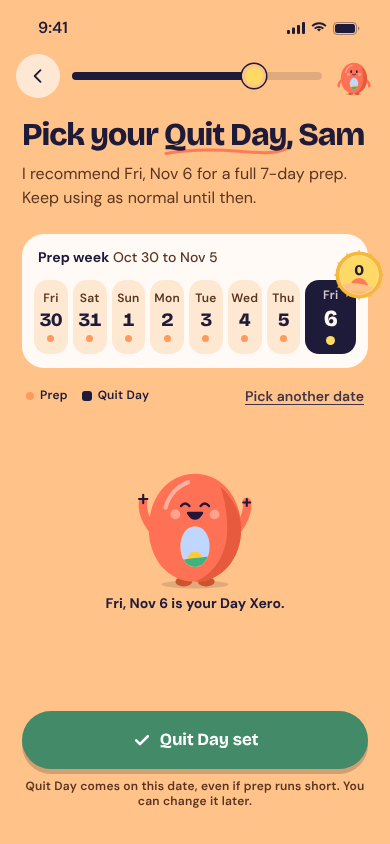 9:41
Pick your Quit Day, Sam
I recommend Fri, Nov 6 for a full 7-day prep.
Keep using as normal until then.
Prep week Oct 30 to Nov 5
0
Fri Sat Sun Mon Tue Wed Thu Fri
30 31 1 2 3 4 5 6
Prep Quit Day Pick another date
Fri, Nov 6 is your Day Xero.
Quit Day set
Quit Day comes on this date, even if prep runs short. You
can change it later.